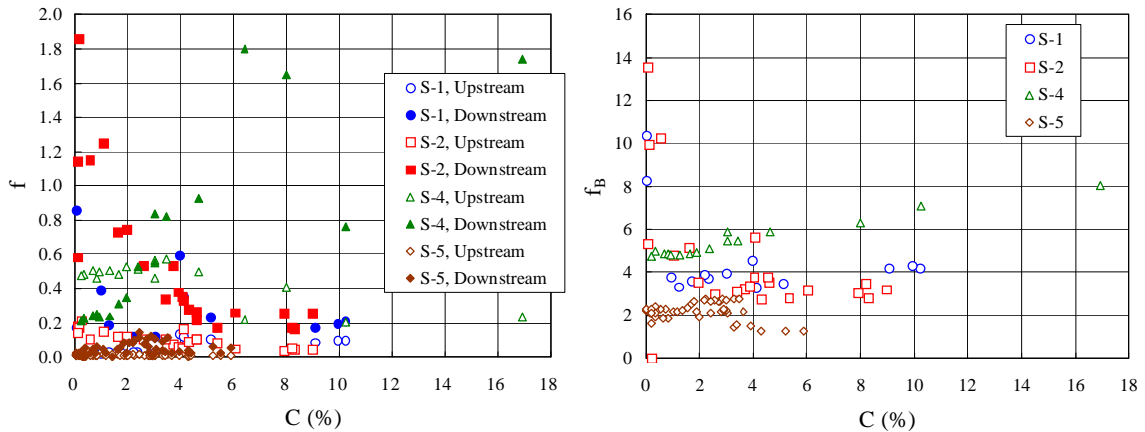 2.0
1.8
1.6
1.4
1.2
1.0
0.8
0.6
0.4
0.2
0.0
f
0 2 4 6 8 10 12 14 16 18
C (%)
S-1, Upstream
S-1, Downstream
S-2, Upstream
S-2, Downstream
S-4, Upstream
S-4, Downstream
S-5, Upstream
S-5, Downstream
16
14
12
10
8
6
4
2
0
f_B
0 2 4 6 8 10 12 14 16 18
C (%)
S-1
S-2
S-4
S-5